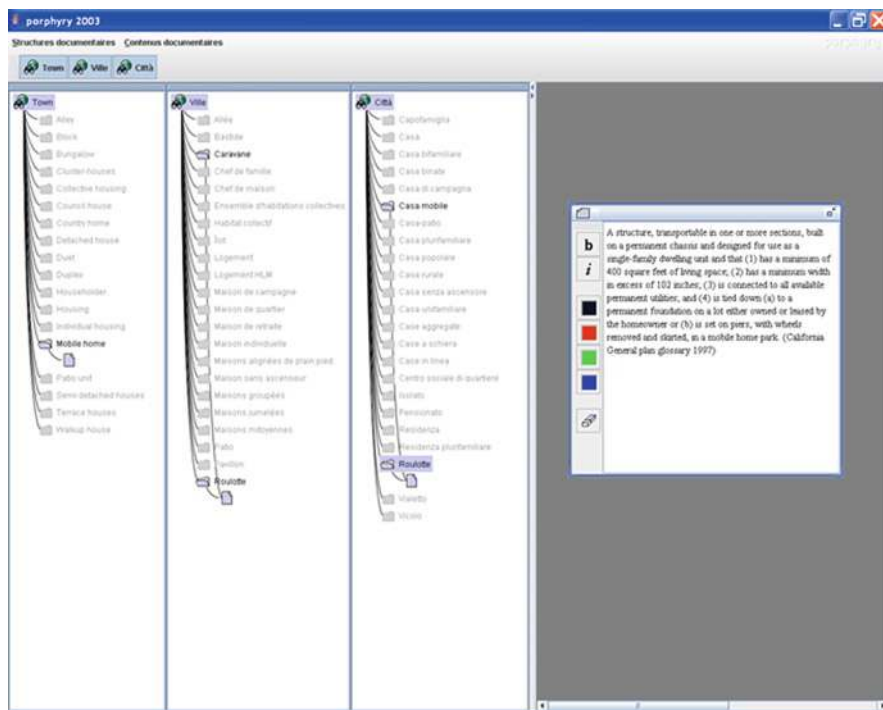 porphyry 2003
Structures documentaires Contenus documentaires
Town Ville Città
Town
Alley
Block
Bungalow
Cluster houses
Collective housing
Council house
Country home
Detached house
Dust
Duplex
Householder
Housing
Individual housing
Mobile home
Patio unit
Semi detached houses
Terrace houses
Walkup house
Ville
Allée
Bastide
Caravane
Chef de famille
Chef de maison
Ensemble d'habitations collectives
Habitat collectif
Îlot
Logement
Logement HLM
Maison de campagne
Maison de quartier
Maison de retraite
Maison individuelle
Maisons alignées de plain pied
Maison sans ascenseur
Maisons groupées
Maisons jumelées
Maisons mitoyennes
Patio
Pavillon
Roulotte
Città
Capofamiglia
Casa
Casa bifamiliare
Casa binate
Casa di campagna
Casa mobile
Casa-patio
Casa plurifamiliare
Casa popolare
Casa rurale
Casa senza ascensore
Casa unifamiliare
Case aggregate
Case a schiera
Case in linea
Centro sociale di quartiere
Isolato
Pensionato
Residenza
Residenza plurifamiliare
Roulotte
Vialetto
Vicolo
b
i
A structure, transportable in one or more sections, built
on a permanent chassis and designed for use as a
single-family dwelling unit and that (1) has a minimum of
400 square feet of living space; (2) has a minimum width
in excess of 102 inches; (3) is connected to all available
permanent utilities; and (4) is tied down (a) to a
permanent foundation on a lot either owned or leased by
the homeowner or (b) is set on piers, with wheels
removed and skirted, in a mobile home park. (California
General plan glossary 1997)